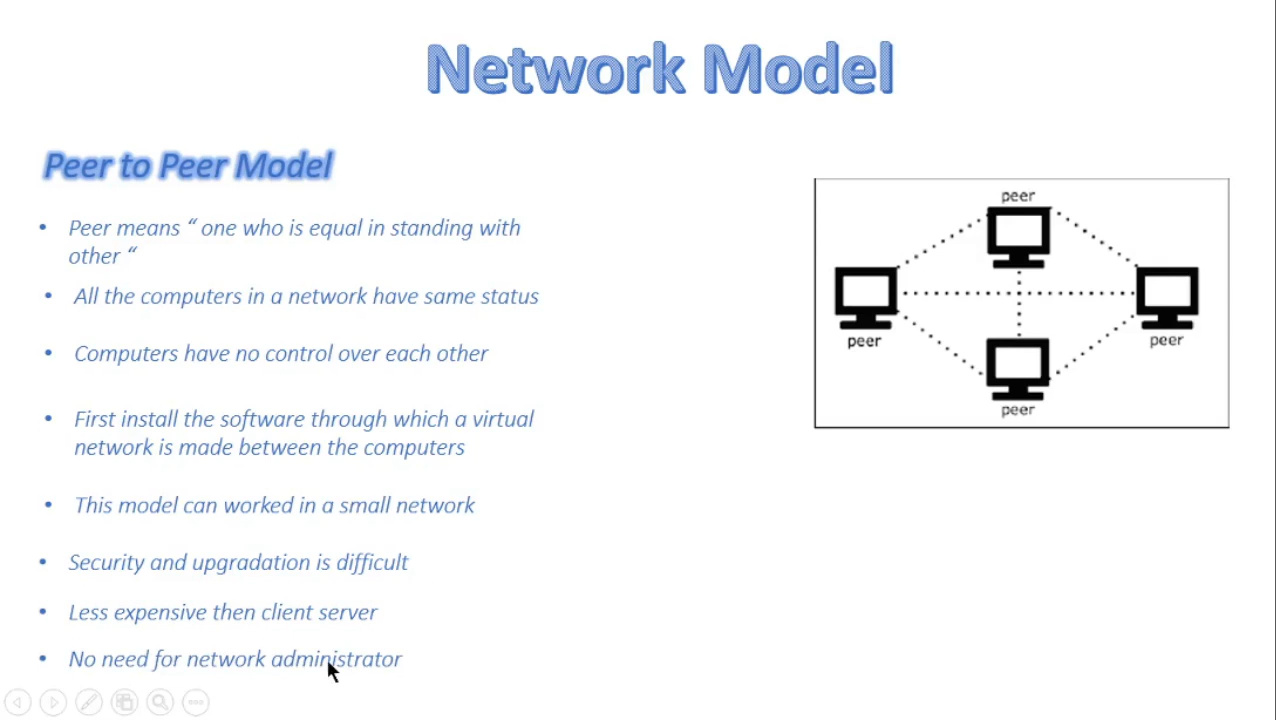 Network Model
Peer to Peer Model
• Peer means “ one who is equal in standing with
other “
• All the computers in a network have same status
• Computers have no control over each other
• First install the software through which a virtual
network is made between the computers
• This model can worked in a small network
• Security and upgradation is difficult
• Less expensive then client server
• No need for network administrator
peer
peer
peer
peer